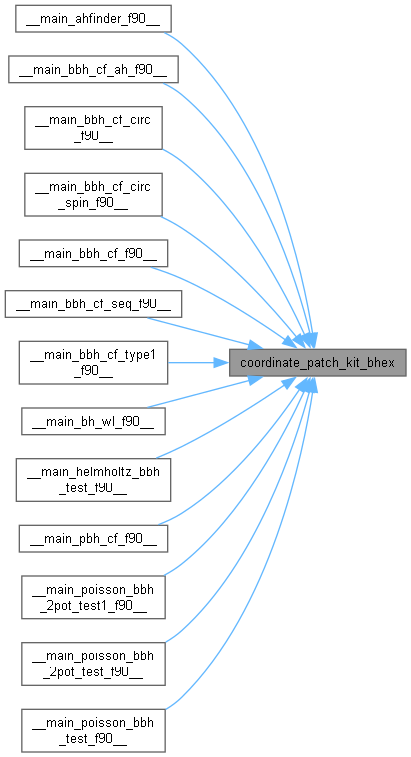 __main_ahfinder_f90__
__main_bbh_cf_ah_f90__
__main_bbh_cf_circ
_f90__
__main_bbh_cf_circ
_spin_f90__
__main_bbh_cf_f90__
__main_bbh_cf_seq_f90__
__main_bbh_cf_type1
_f90__
coordinate_patch_kit_bhex
__main_bh_wl_f90__
__main_helmholtz_bbh
_test_f90__
__main_pbh_cf_f90__
__main_poisson_bbh
_2pot_test1_f90__
__main_poisson_bbh
_2pot_test_f90__
__main_poisson_bbh
_test_f90__